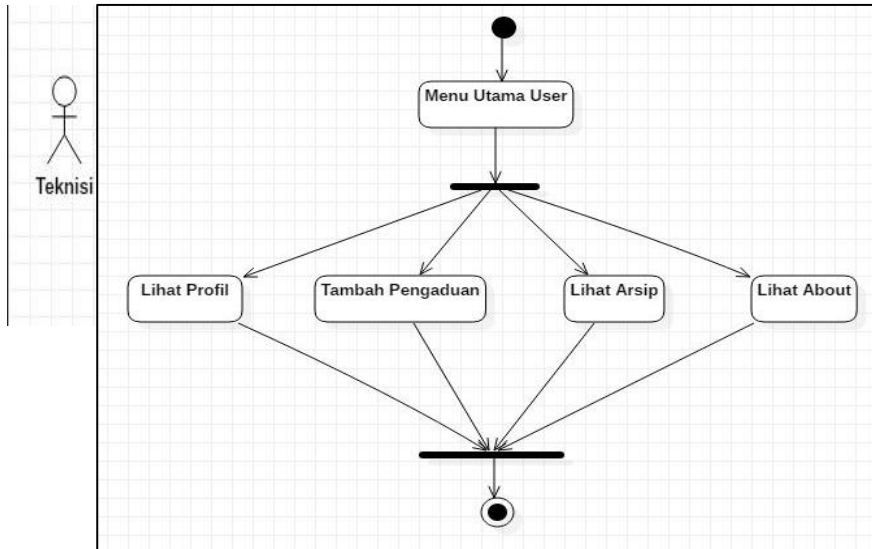 Menu Utama User
Teknisi
Lihat Profil
Tambah Pengaduan
Lihat Arsip
Lihat About